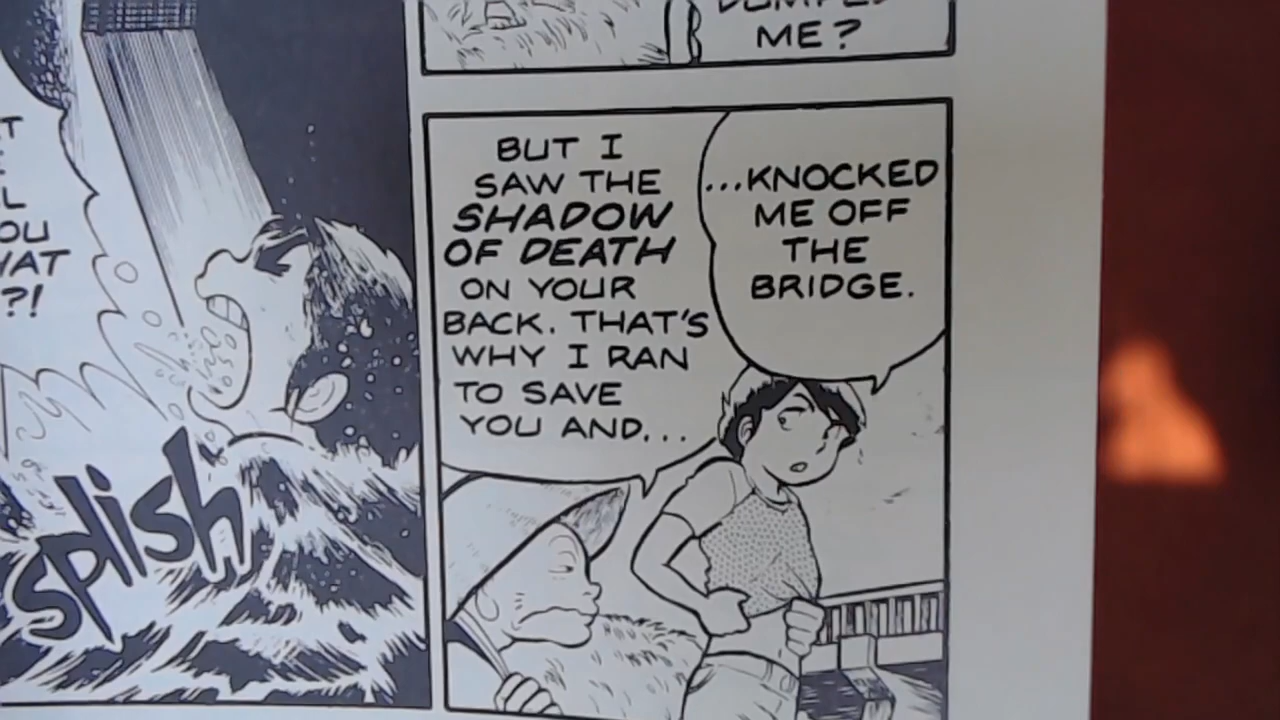 ME?
BUT I
SAW THE
SHADOW
OF DEATH
ON YOUR
BACK. THAT'S
WHY I RAN
TO SAVE
YOU AND...
...KNOCKED
ME OFF
THE
BRIDGE.
?!
splish